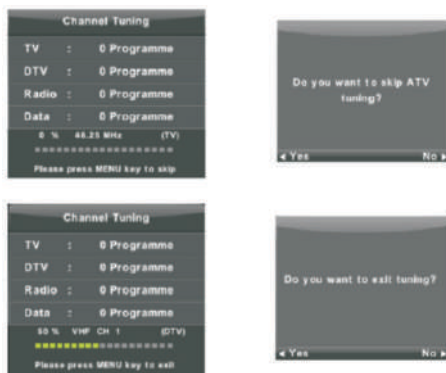 Channel Tuning
TV : 0 Programme
DTV : 0 Programme
Radio : 0 Programme
Data : 0 Programme
0 % 48.25 MHz (TV)
Please press MENU key to skip
Do you want to skip ATV
tuning?
◄ Yes No ►
Channel Tuning
TV : 0 Programme
DTV : 0 Programme
Radio : 0 Programme
Data : 0 Programme
50 % VHF CH 1 (DTV)
Please press MENU key to exit
Do you want to exit tuning?
◄ Yes No ►